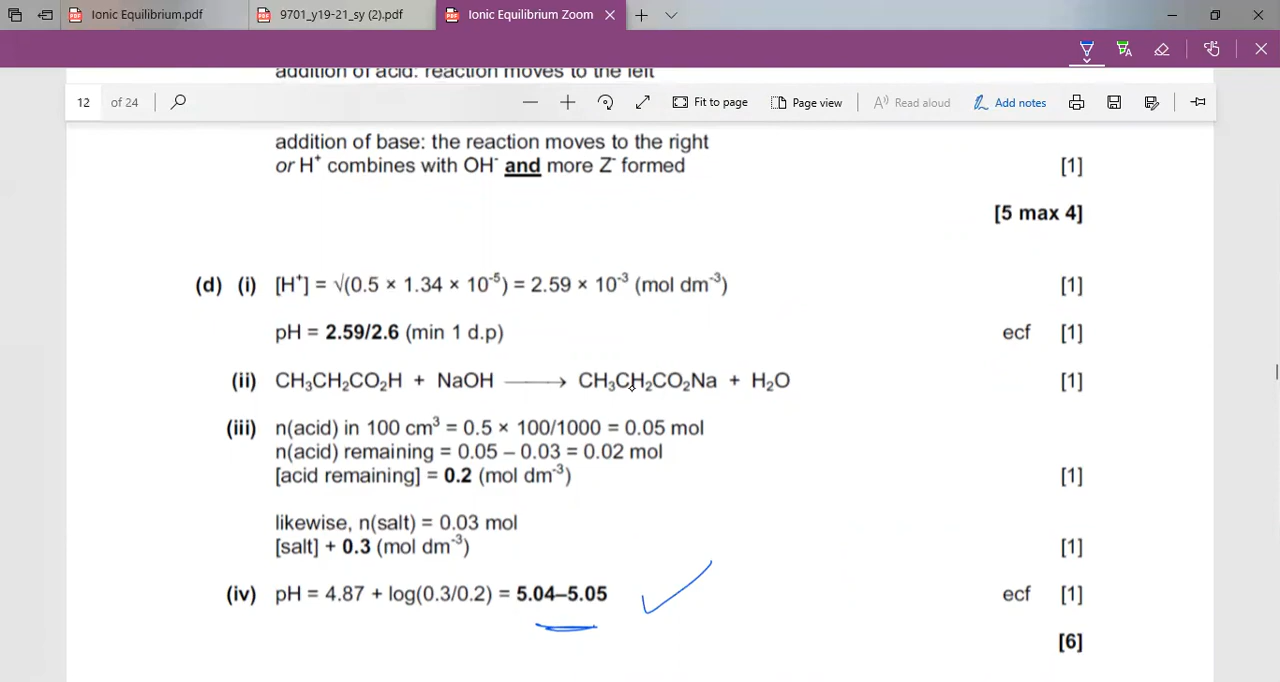 Ionic Equilibrium.pdf
9701_y19-21_sy (2).pdf
Ionic Equilibrium Zoom
addition of acid: reaction moves to the left
12 of 24
Fit to page
Page view
Read aloud
Add notes
addition of base: the reaction moves to the right
or H⁺ combines with OH⁻ and more Z⁻ formed [1]
[5 max 4]
(d) (i) [H⁺] = √(0.5 × 1.34 × 10⁻⁵) = 2.59 × 10⁻³ (mol dm⁻³) [1]
pH = 2.59/2.6 (min 1 d.p) ecf [1]
(ii) CH₃CH₂CO₂H + NaOH ⟶ CH₃CH₂CO₂Na + H₂O [1]
(iii) n(acid) in 100 cm³ = 0.5 × 100/1000 = 0.05 mol
n(acid) remaining = 0.05 – 0.03 = 0.02 mol
[acid remaining] = 0.2 (mol dm⁻³) [1]
likewise, n(salt) = 0.03 mol
[salt] + 0.3 (mol dm⁻³) [1]
(iv) pH = 4.87 + log(0.3/0.2) = 5.04–5.05 ecf [1]
[6]